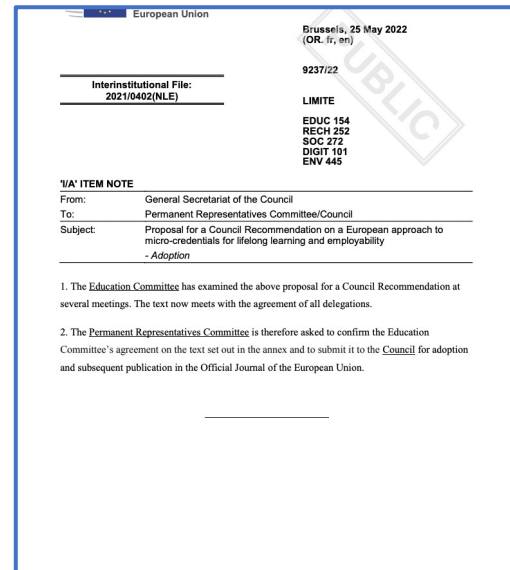 European Union
Brussels, 25 May 2022
(OR. fr, en)
9237/22
Interinstitutional File:
2021/0402(NLE)
LIMITE
EDUC 154
RECH 252
SOC 272
DIGIT 101
ENV 445
PUBLIC
'I/A' ITEM NOTE
From: General Secretariat of the Council
To: Permanent Representatives Committee/Council
Subject: Proposal for a Council Recommendation on a European approach to
micro-credentials for lifelong learning and employability
- Adoption
1. The Education Committee has examined the above proposal for a Council Recommendation at
several meetings. The text now meets with the agreement of all delegations.
2. The Permanent Representatives Committee is therefore asked to confirm the Education
Committee's agreement on the text set out in the annex and to submit it to the Council for adoption
and subsequent publication in the Official Journal of the European Union.